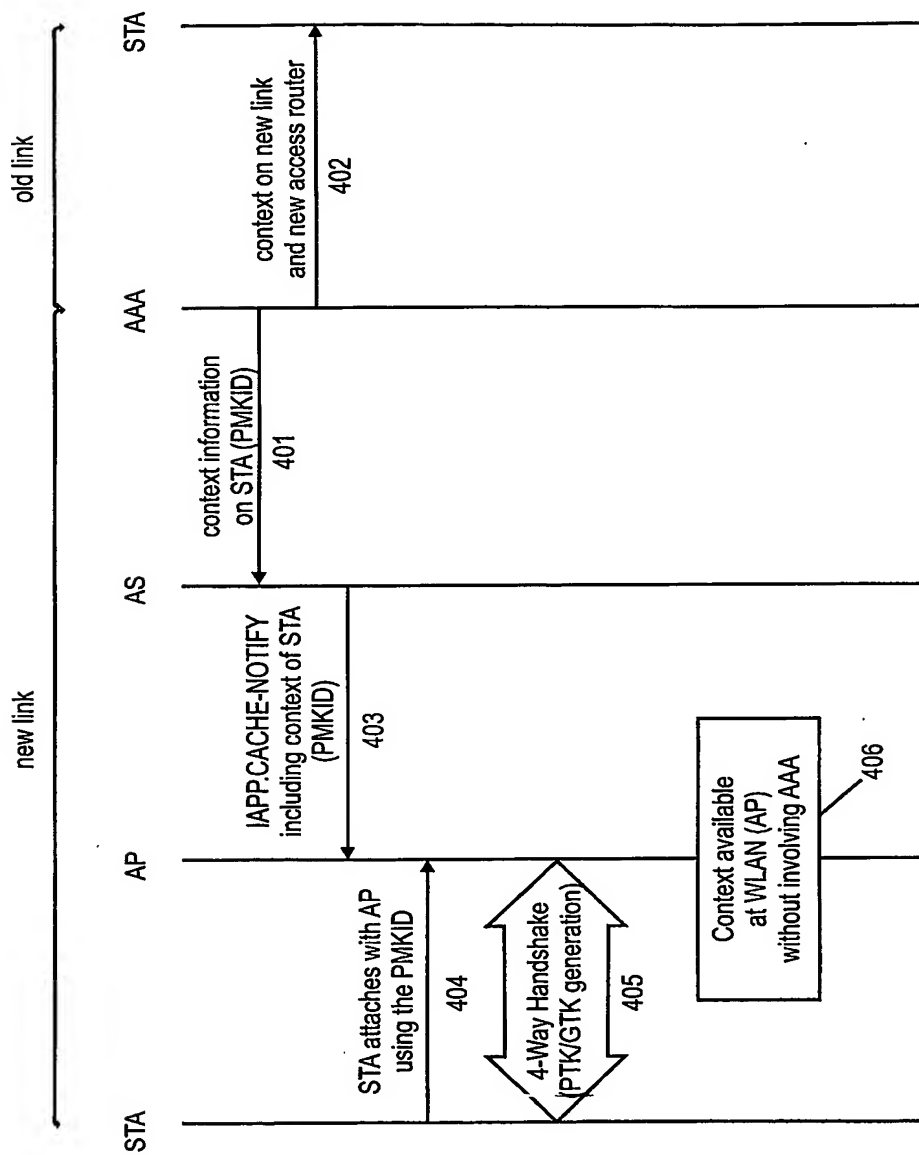 new link
old link
STA
AP
AS
AAA
STA
context information
on STA (PMKID)
401
context on new link
and new access router
402
IAPP.CACHE-NOTIFY
including context of STA
(PMKID)
403
STA attaches with AP
using the PMKID
404
4-Way Handshake
(PTK/GTK generation)
405
Context available
at WLAN (AP)
without involving AAA
406